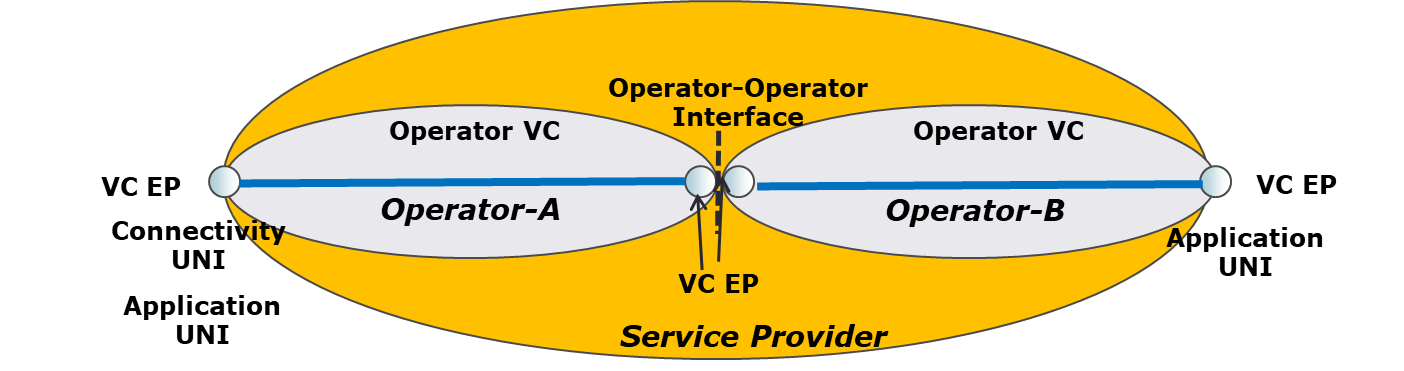 Operator–Operator
Interface
Operator VC
Operator VC
VC EP
VC EP
Operator–A
Operator–B
Connectivity
UNI
Application
UNI
VC EP
Application
UNI
Service Provider